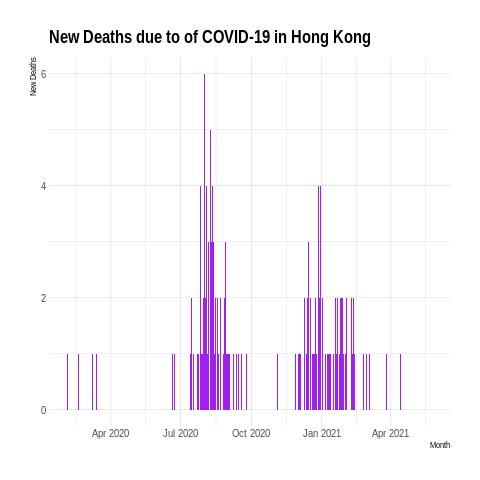 New Deaths due to of COVID-19 in Hong Kong
New Deaths
6
4
2
0
Apr 2020 Jul 2020 Oct 2020 Jan 2021 Apr 2021
Month